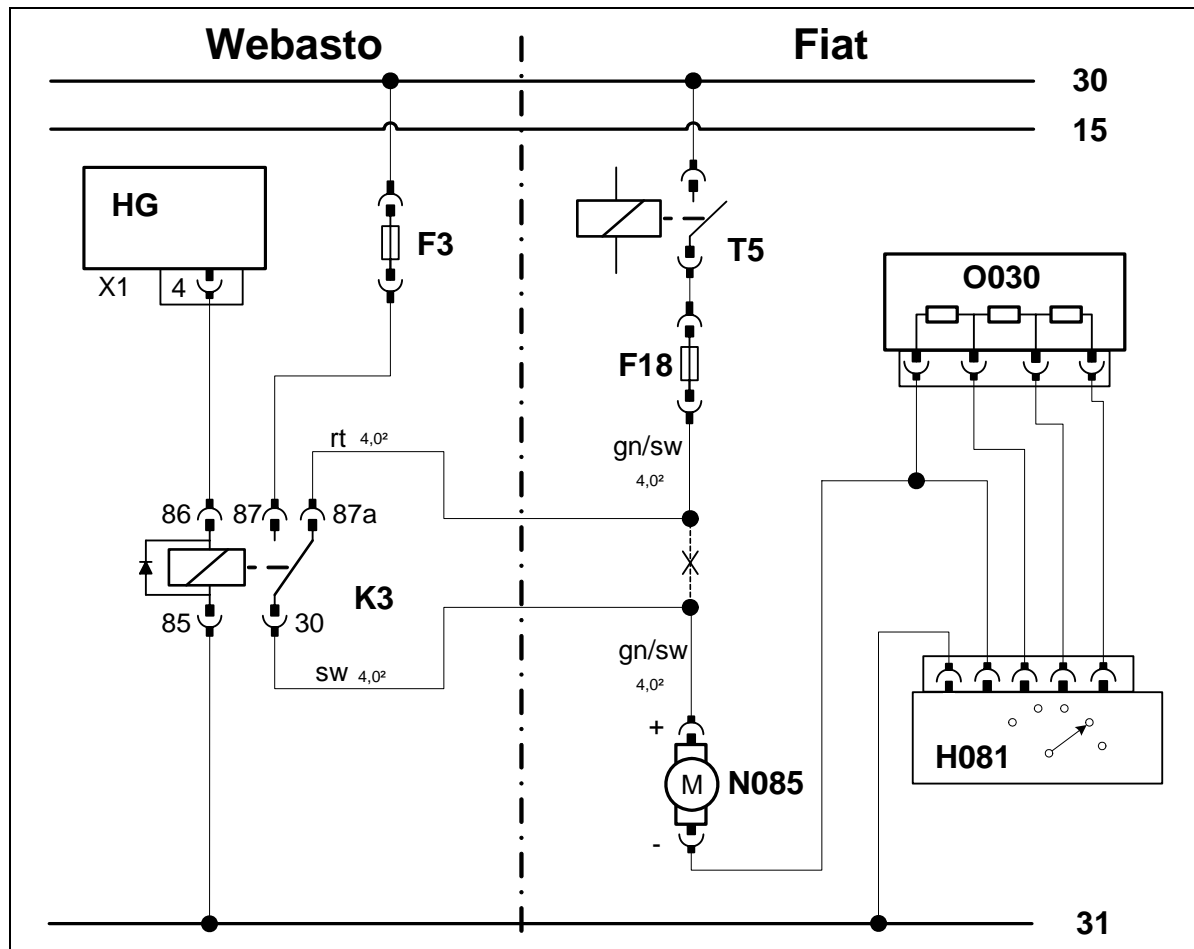 Webasto Fiat
30
15
HG
F3
T5
X1 4
O030
F18
rt 4,0²
gn/sw
4,0²
86 87 87a
K3
85 30
gn/sw
sw 4,0²
4,0²
+
H081
M N085
-
31